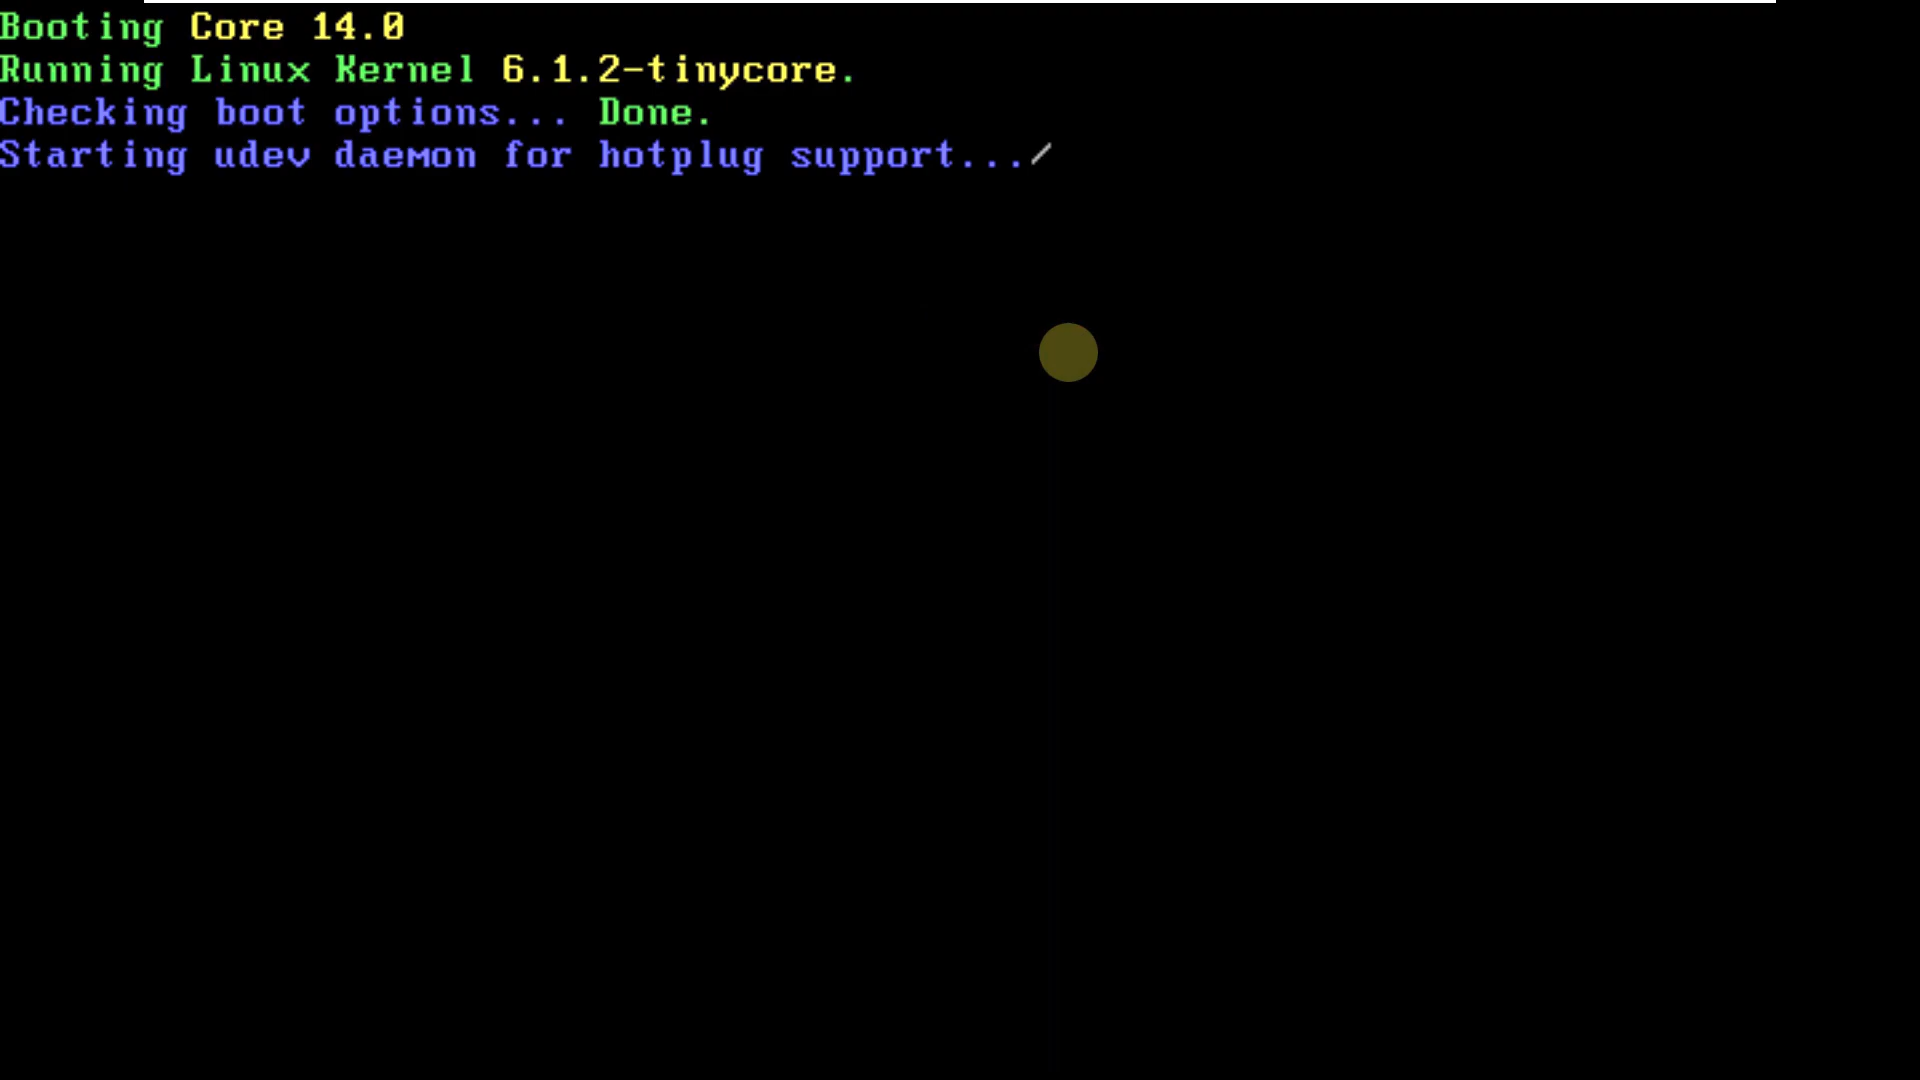 Booting Core 14.0
Running Linux Kernel 6.1.2-tinycore.
Checking boot options... Done.
Starting udev daemon for hotplug support.../